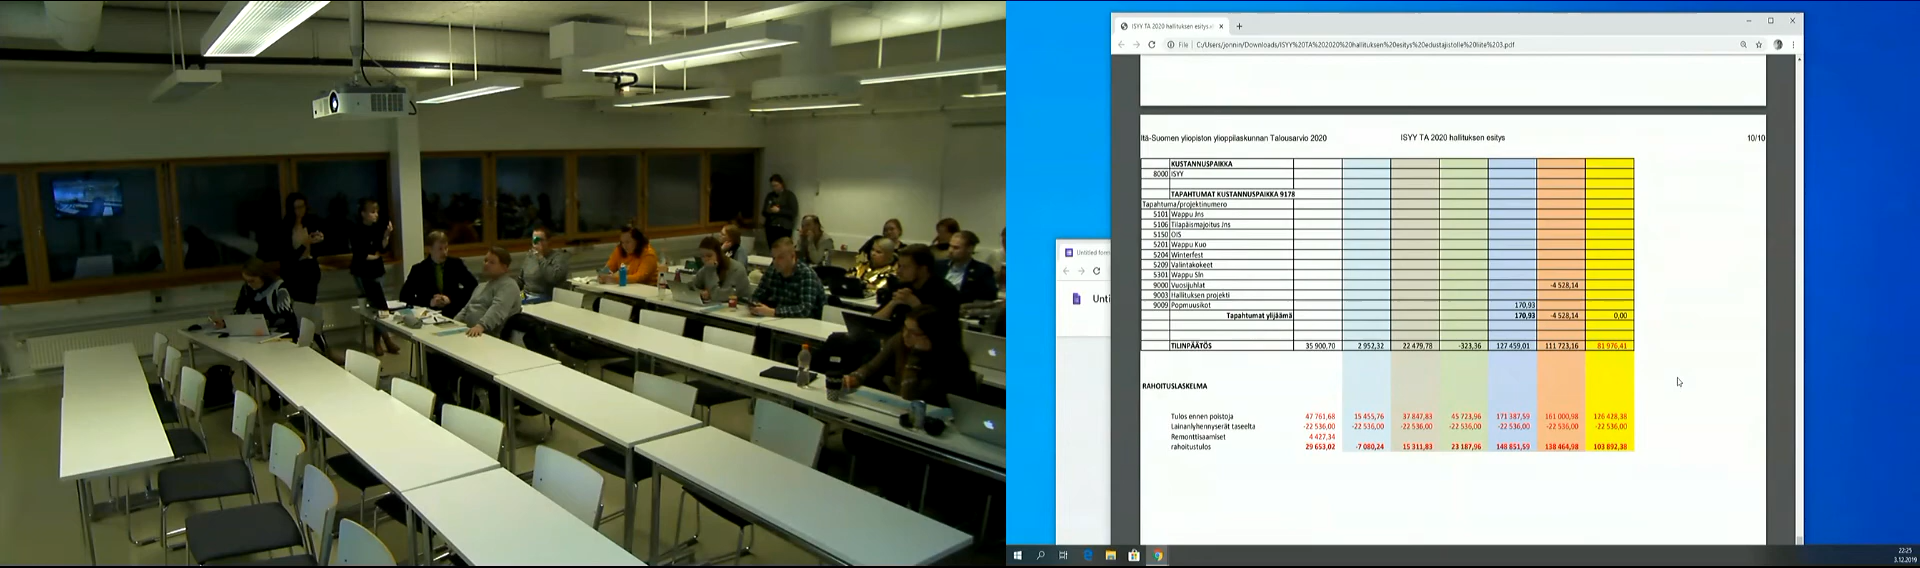 ISYY TA 2020 hallituksen esitys e
File | C:/Users/jonnin/Downloads/ISYY%20TA%202020%20hallituksen%20esitys%20edustajistolle%20liite%203.pdf
Itä-Suomen yliopiston ylioppilaskunnan Talousarvio 2020 ISYY TA 2020 hallituksen esitys 10/10
KUSTANNUSPAIKKA
8000 ISYY
TAPAHTUMAT KUSTANNUSPAIKKA 9178
Tapahtuma/projektinumero
5101 Wappu Jns
5106 Tilapäismajoitus Jns
5150 OIS
5201 Wappu Kuo
5204 Winterfest
5209 Valintakokeet
5301 Wappu Sln
9000 Vuosijuhlat -4 528,14
9003 Hallituksen projekti
9009 Popmuusikot 170,93
Tapahtumat ylijäämä 170,93 -4 528,14 0,00
TILINPÄÄTÖS 35 900,70 2 952,32 22 479,78 -323,36 127 459,01 111 723,16 81 976,41
RAHOITUSLASKELMA
Tulos ennen poistoja 47 761,68 15 455,76 37 847,83 45 723,96 171 387,59 161 000,98 126 428,38
Lainanlyhennyserät taseelta -22 536,00 -22 536,00 -22 536,00 -22 536,00 -22 536,00 -22 536,00 -22 536,00
Remonttisaamiset 4 427,34
rahoitustulos 29 653,02 -7 080,24 15 311,83 23 187,96 148 851,59 138 464,98 103 892,38
Untitled form
Unti
22:25
3.12.2019